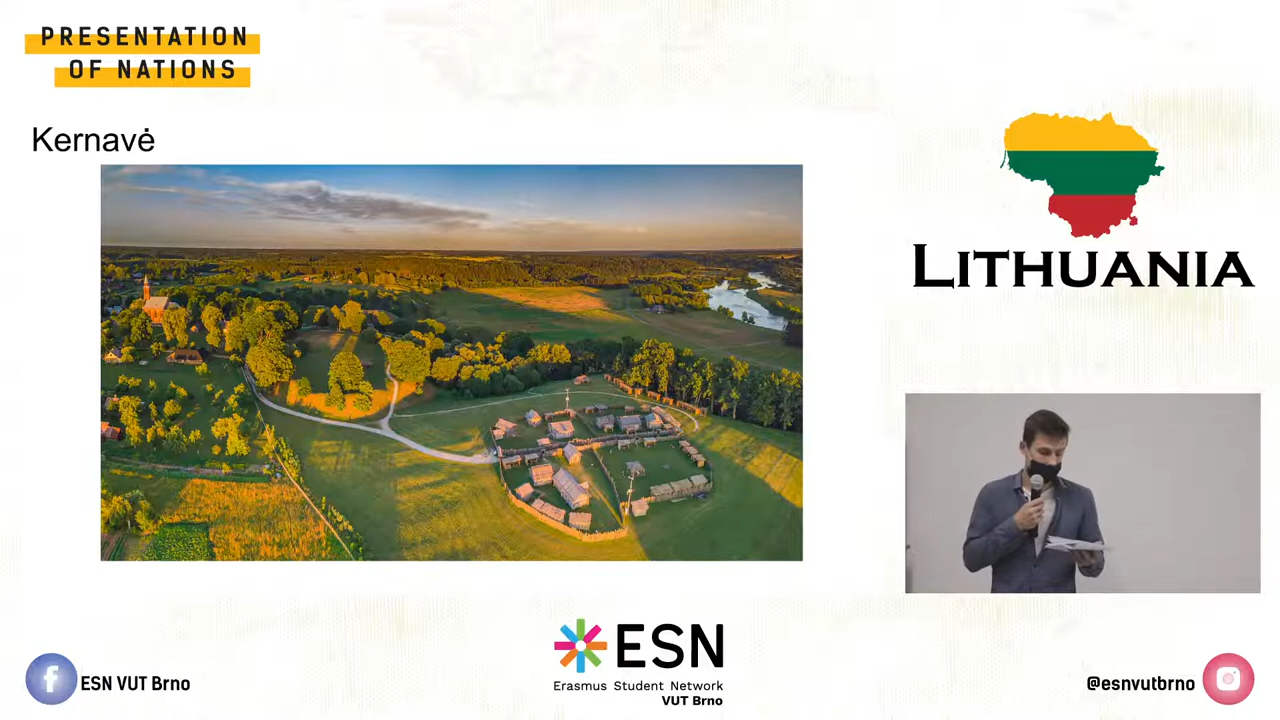 PRESENTATION
OF NATIONS
Kernavė
LITHUANIA
ESN
Erasmus Student Network
VUT Brno
ESN VUT Brno
@esnvutbrno